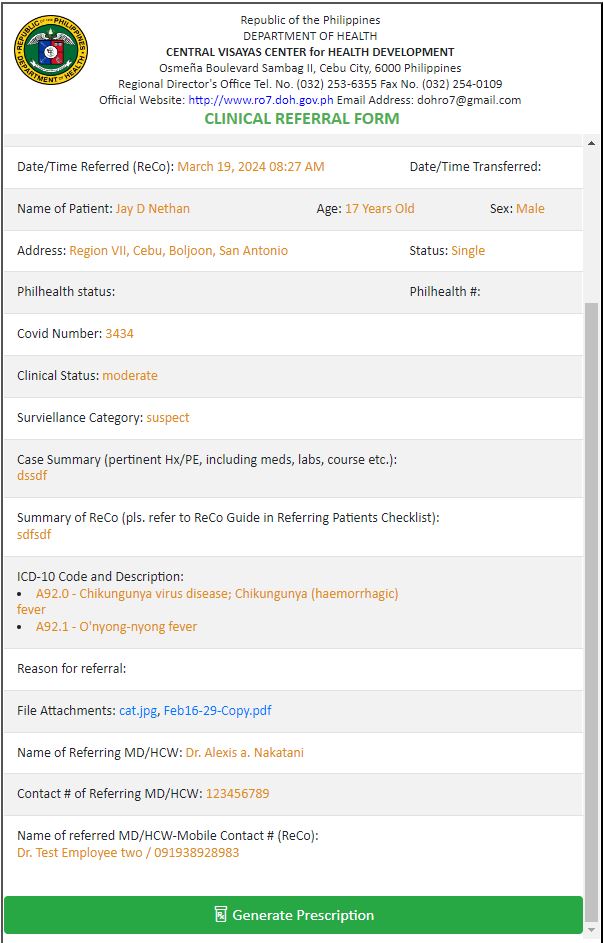 Republic of the Philippines
DEPARTMENT OF HEALTH
CENTRAL VISAYAS CENTER for HEALTH DEVELOPMENT
Osmeña Boulevard Sambag II, Cebu City, 6000 Philippines
Regional Director's Office Tel. No. (032) 253-6355 Fax No. (032) 254-0109
Official Website: http://www.ro7.doh.gov.ph Email Address: dohro7@gmail.com
CLINICAL REFERRAL FORM
REPUBLIC OF THE PHILIPPINES
DEPARTMENT OF HEALTH
Date/Time Referred (ReCo): March 19, 2024 08:27 AM Date/Time Transferred:
Name of Patient: Jay D Nethan Age: 17 Years Old Sex: Male
Address: Region VII, Cebu, Boljoon, San Antonio Status: Single
Philhealth status: Philhealth #:
Covid Number: 3434
Clinical Status: moderate
Surviellance Category: suspect
Case Summary (pertinent Hx/PE, including meds, labs, course etc.):
dssdf
Summary of ReCo (pls. refer to ReCo Guide in Referring Patients Checklist):
sdfsdf
ICD-10 Code and Description:
• A92.0 - Chikungunya virus disease; Chikungunya (haemorrhagic)
fever
• A92.1 - O'nyong-nyong fever
Reason for referral:
File Attachments: cat.jpg, Feb16-29-Copy.pdf
Name of Referring MD/HCW: Dr. Alexis a. Nakatani
Contact # of Referring MD/HCW: 123456789
Name of referred MD/HCW-Mobile Contact # (ReCo):
Dr. Test Employee two / 091938928983
Generate Prescription